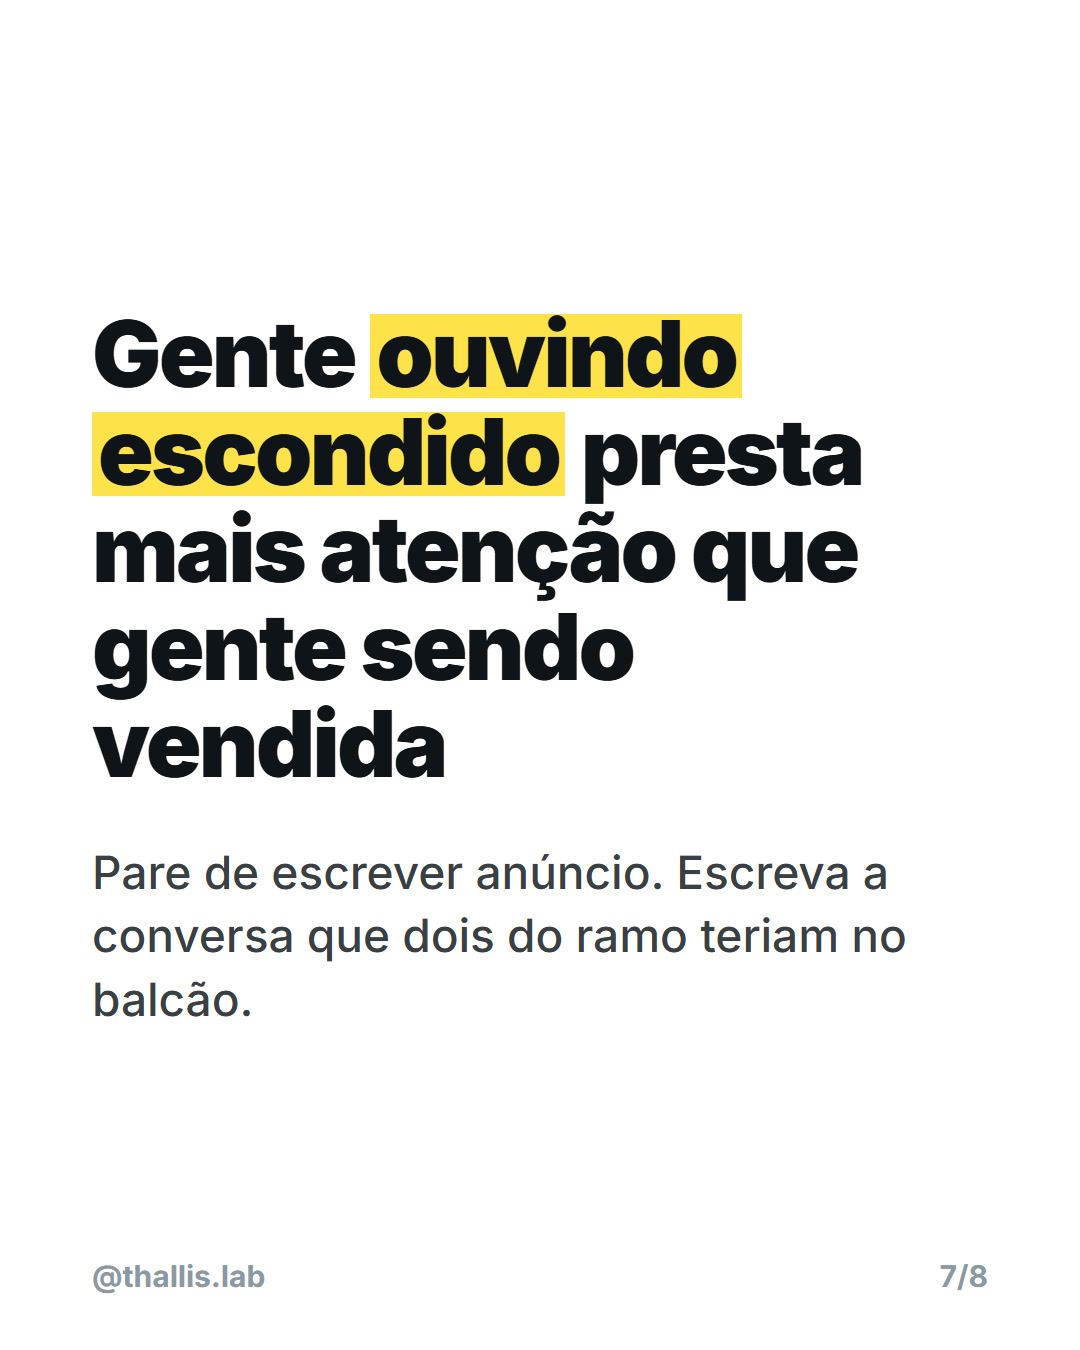 Gente ouvindo
escondido presta
mais atenção que
gente sendo
vendida
Pare de escrever anúncio. Escreva a
conversa que dois do ramo teriam no
balcão.
@thallis.lab
7/8